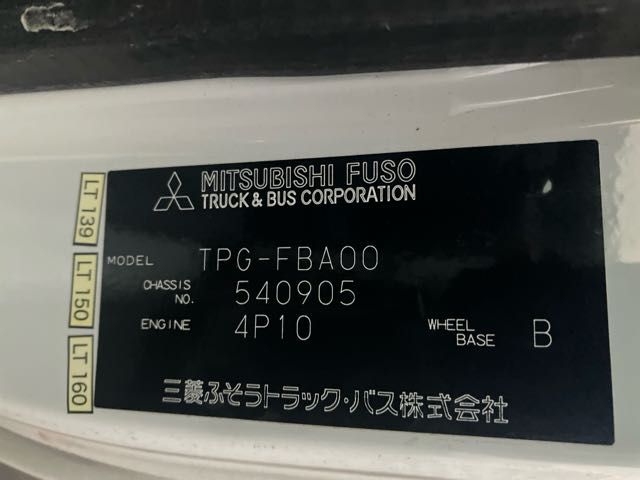 MITSUBISHI FUSO
TRUCK & BUS CORPORATION
LT 139
MODEL TPG-FBA00
CHASSIS NO. 540905
LT 150
ENGINE 4P10 WHEEL BASE B
LT 160
三菱ふそうトラック・バス株式会社